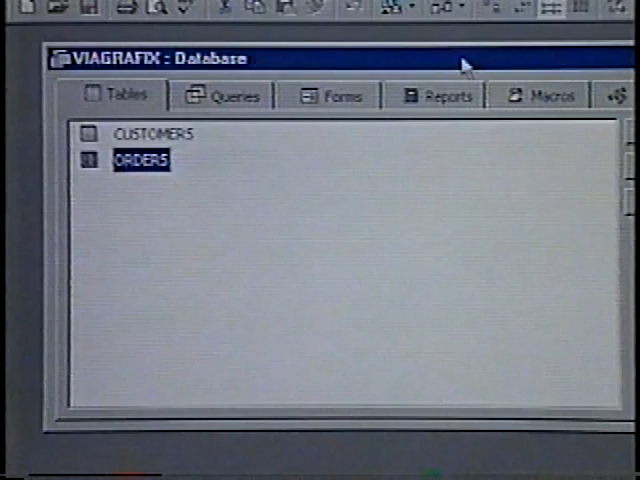 VIAGRAFIX : Database
Tables Queries Forms Reports Macros
CUSTOMERS
ORDERS